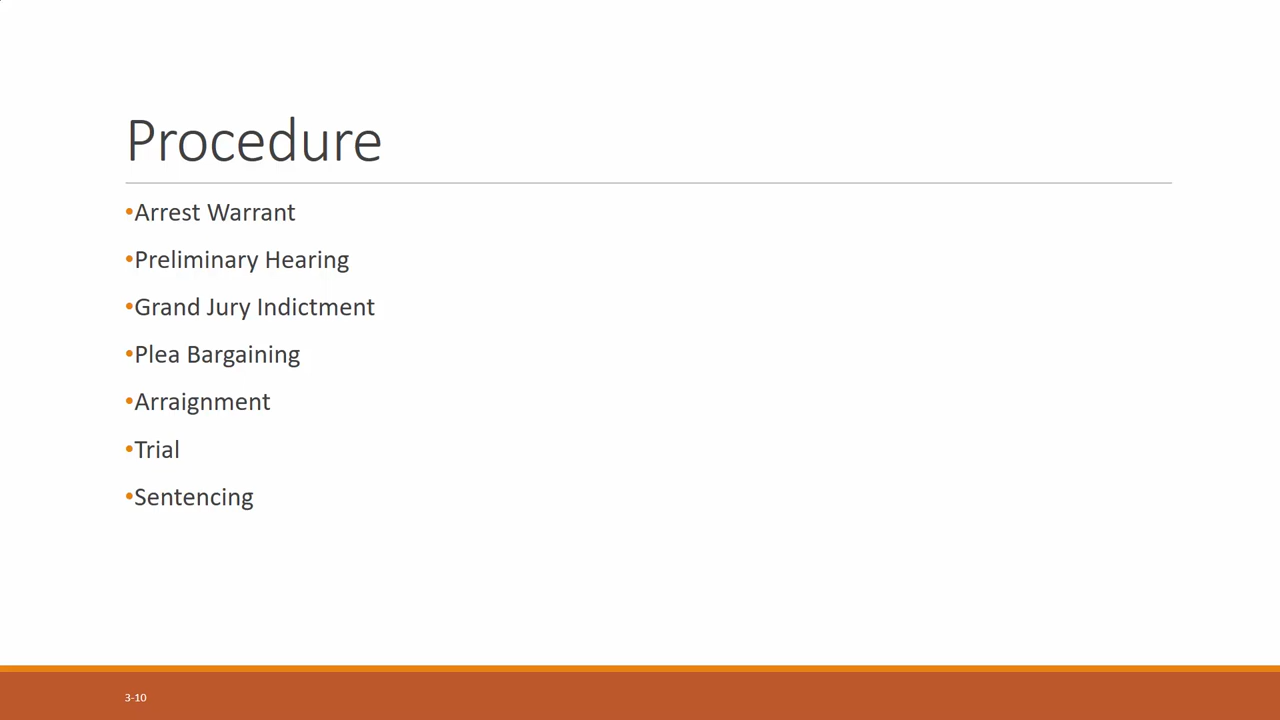 Procedure
•Arrest Warrant
•Preliminary Hearing
•Grand Jury Indictment
•Plea Bargaining
•Arraignment
•Trial
•Sentencing
3-10